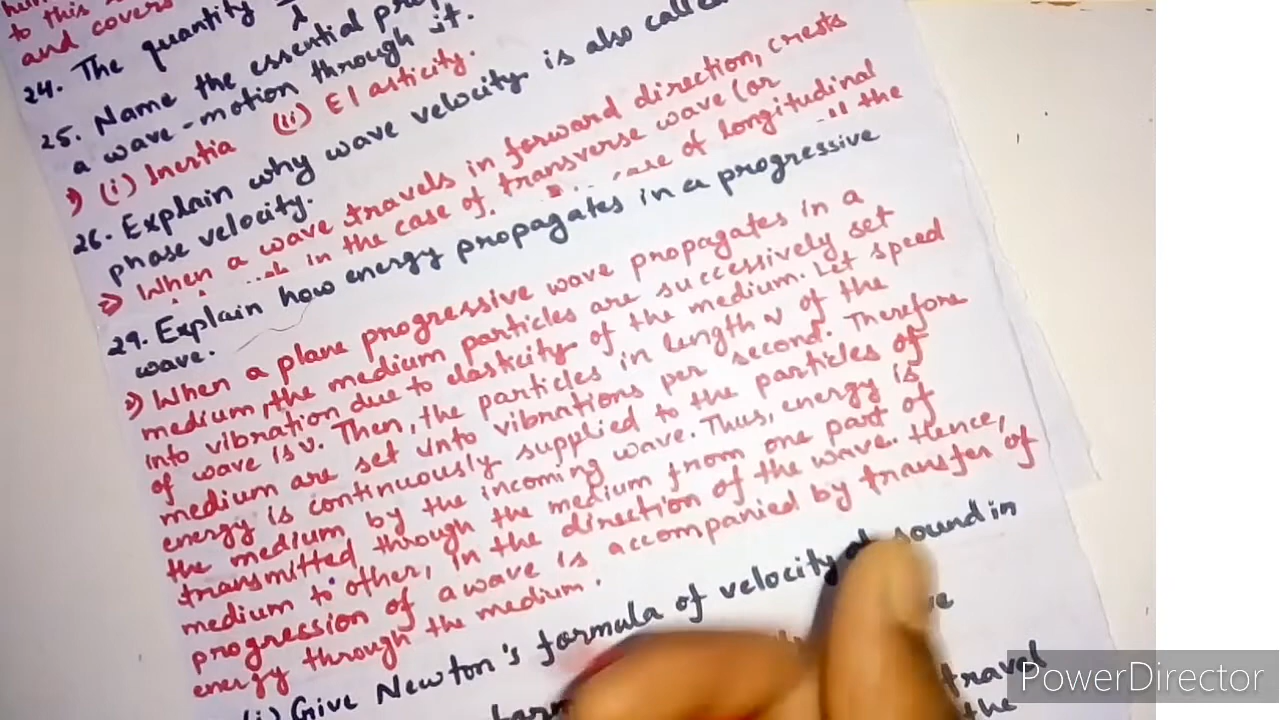 to this
and covers
24. The quantity
25. Name the essential
a wave-motion through it.
(i) Inertia (ii) Elasticity.
26. Explain why wave velocity is also called
phase velocity.
When a wave travels in forward direction, crests
in the case of transverse wave (or
case of longitudinal
the
29. Explain how energy propagates in a progressive
wave.
When a plane progressive wave propagates in a
medium, the medium particles are successively set
into vibration due to elasticity of the medium. Let speed
of wave is v. Then, the particles in length v of the
medium are set into vibrations per second. Therefore
energy is continuously supplied to the particles of
the medium by the incoming wave. Thus, energy is
transmitted through the medium from one part of
medium to other, in the direction of the wave. Hence,
progression of a wave is accompanied by transfer of
energy through the medium.
(i) Give Newton's formula of velocity of sound in
travel
the
PowerDirector